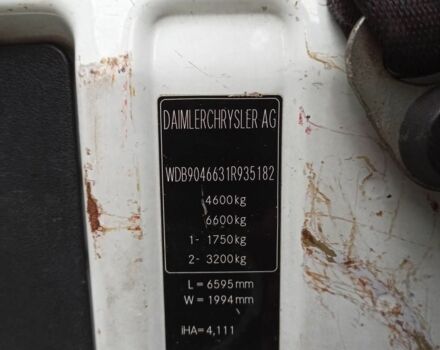 DAIMLERCHRYSLER AG
WDB9046631R935182
4600kg
6600kg
1- 1750kg
2- 3200kg
L = 6595mm
W = 1994mm
iHA= 4,111